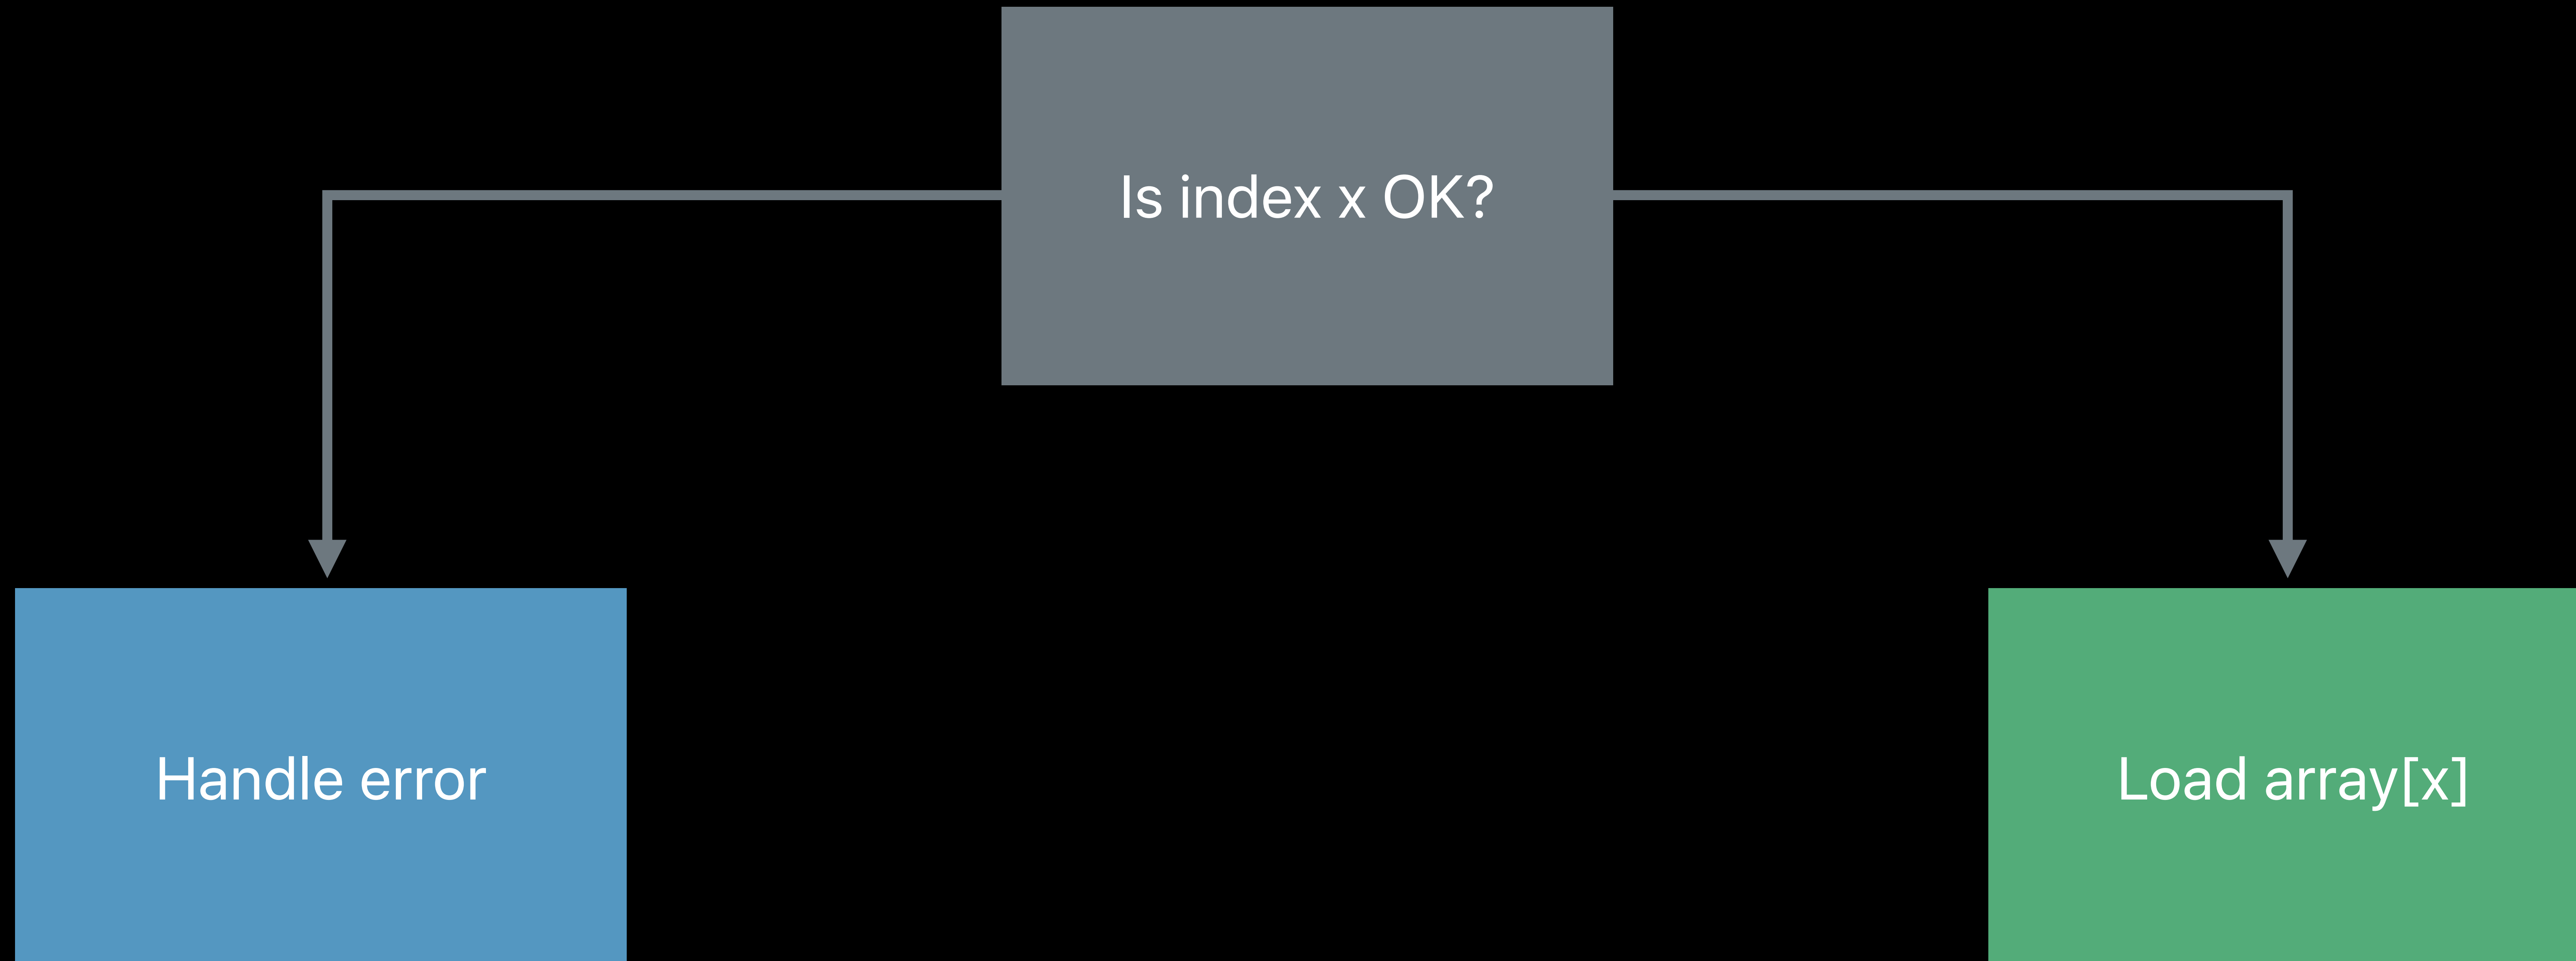 Is index x OK?
Handle error
Load array[x]